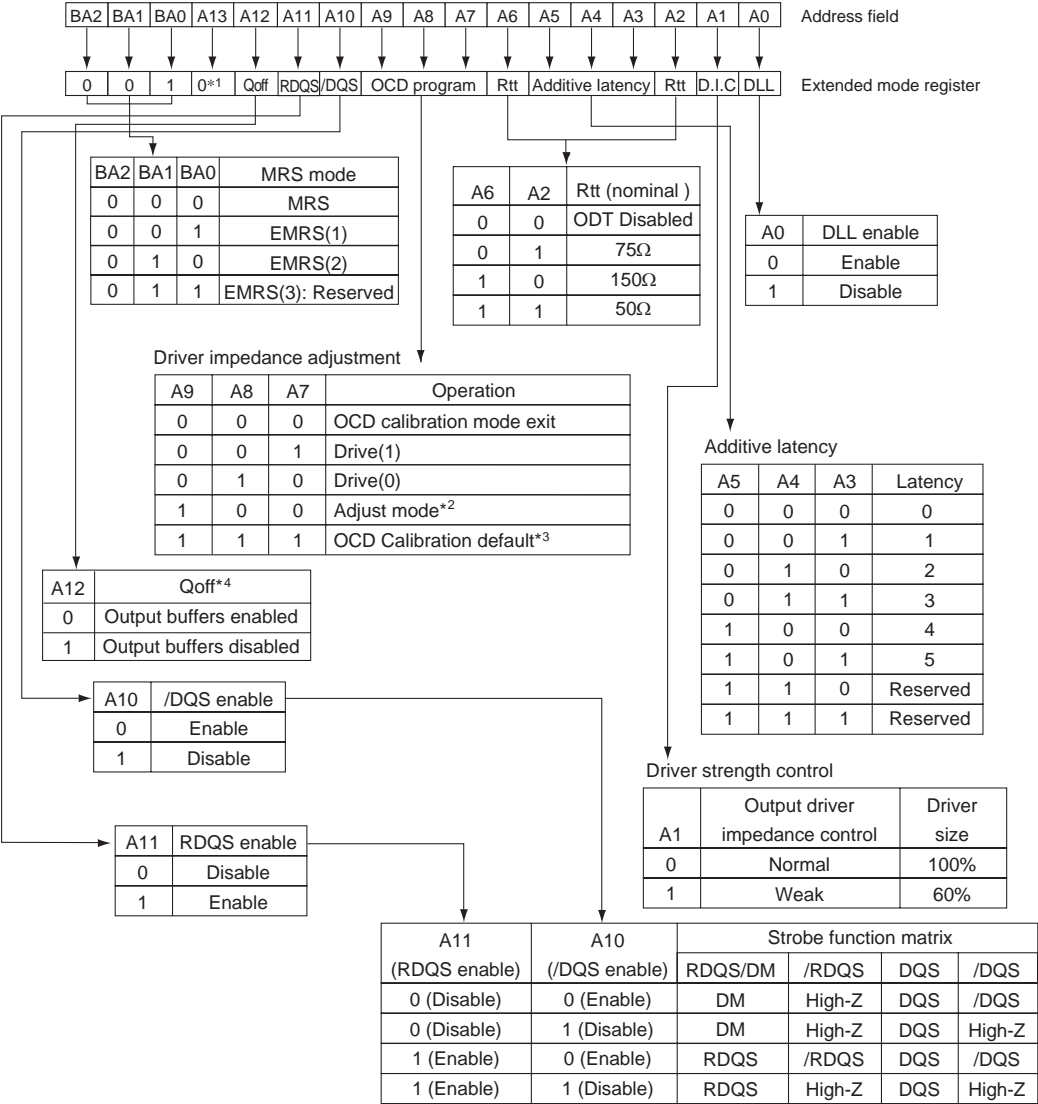 BA2 BA1 BA0 A13 A12 A11 A10 A9 A8 A7 A6 A5 A4 A3 A2 A1 A0 Address field
0 0 1 0*1 Qoff RDQS /DQS OCD program Rtt Additive latency Rtt D.I.C DLL Extended mode register
BA2 BA1 BA0 MRS mode
0 0 0 MRS
0 0 1 EMRS(1)
0 1 0 EMRS(2)
0 1 1 EMRS(3): Reserved
A6 A2 Rtt (nominal )
0 0 ODT Disabled
0 1 75Ω
1 0 150Ω
1 1 50Ω
A0 DLL enable
0 Enable
1 Disable
Driver impedance adjustment
A9 A8 A7 Operation
0 0 0 OCD calibration mode exit
0 0 1 Drive(1)
0 1 0 Drive(0)
1 0 0 Adjust mode*2
1 1 1 OCD Calibration default*3
Additive latency
A5 A4 A3 Latency
0 0 0 0
0 0 1 1
0 1 0 2
0 1 1 3
1 0 0 4
1 0 1 5
1 1 0 Reserved
1 1 1 Reserved
A12 Qoff*4
0 Output buffers enabled
1 Output buffers disabled
A10 /DQS enable
0 Enable
1 Disable
Driver strength control
A1 Output driver impedance control Driver size
0 Normal 100%
1 Weak 60%
A11 RDQS enable
0 Disable
1 Enable
A11 A10 Strobe function matrix
(RDQS enable) (/DQS enable) RDQS/DM /RDQS DQS /DQS
0 (Disable) 0 (Enable) DM High-Z DQS /DQS
0 (Disable) 1 (Disable) DM High-Z DQS High-Z
1 (Enable) 0 (Enable) RDQS /RDQS DQS /DQS
1 (Enable) 1 (Disable) RDQS High-Z DQS High-Z